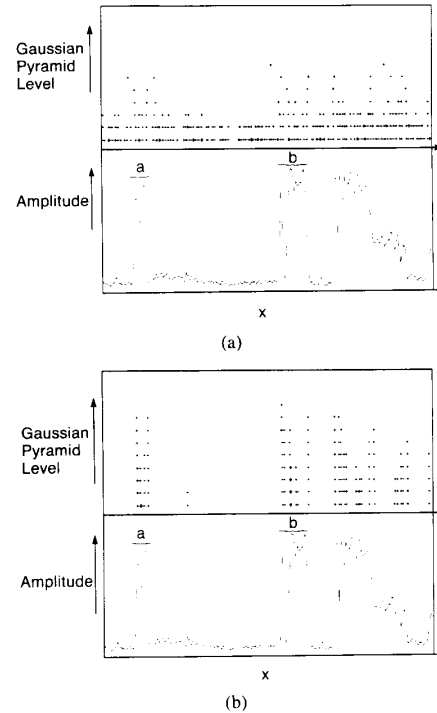 Gaussian
Pyramid
Level
a
b
Amplitude
x
(a)
Gaussian
Pyramid
Level
a
b
Amplitude
x
(b)